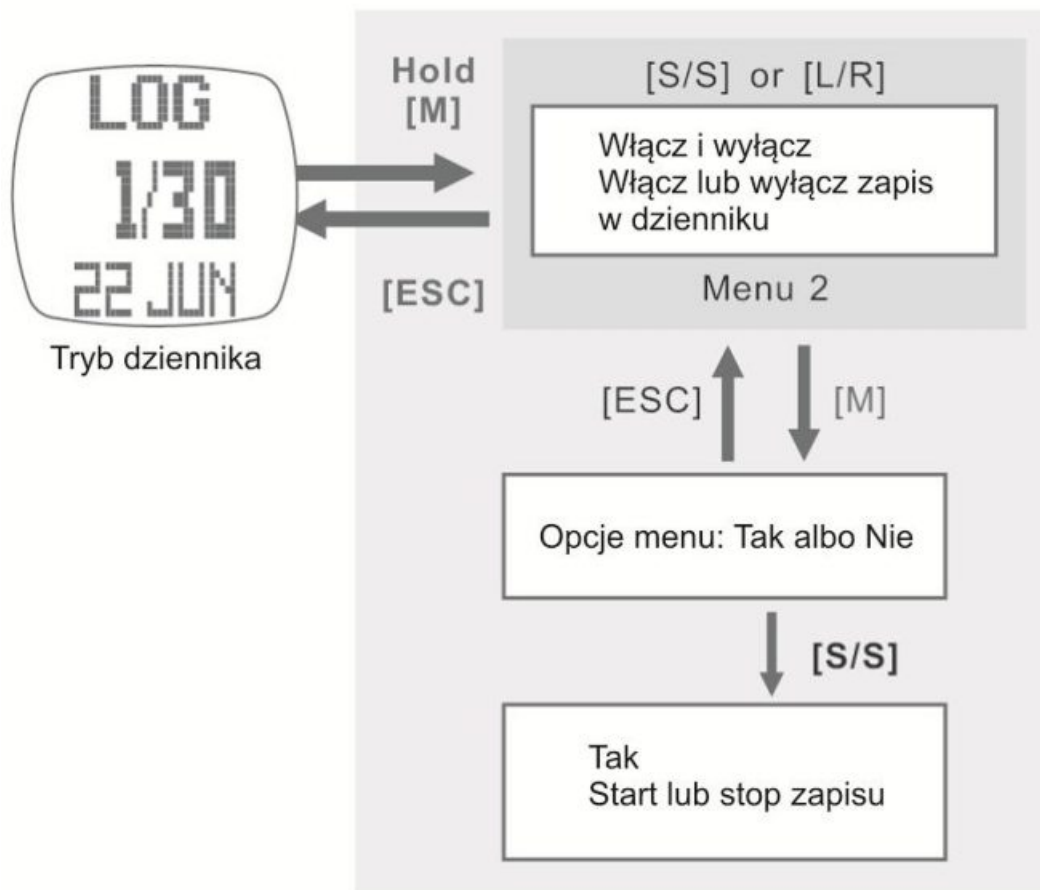 LOG
1/30
22 JUN
Tryb dziennika
Hold
[M]
[ESC]
[S/S] or [L/R]
Włącz i wyłącz
Włącz lub wyłącz zapis
w dzienniku
Menu 2
[ESC]
[M]
Opcje menu: Tak albo Nie
[S/S]
Tak
Start lub stop zapisu